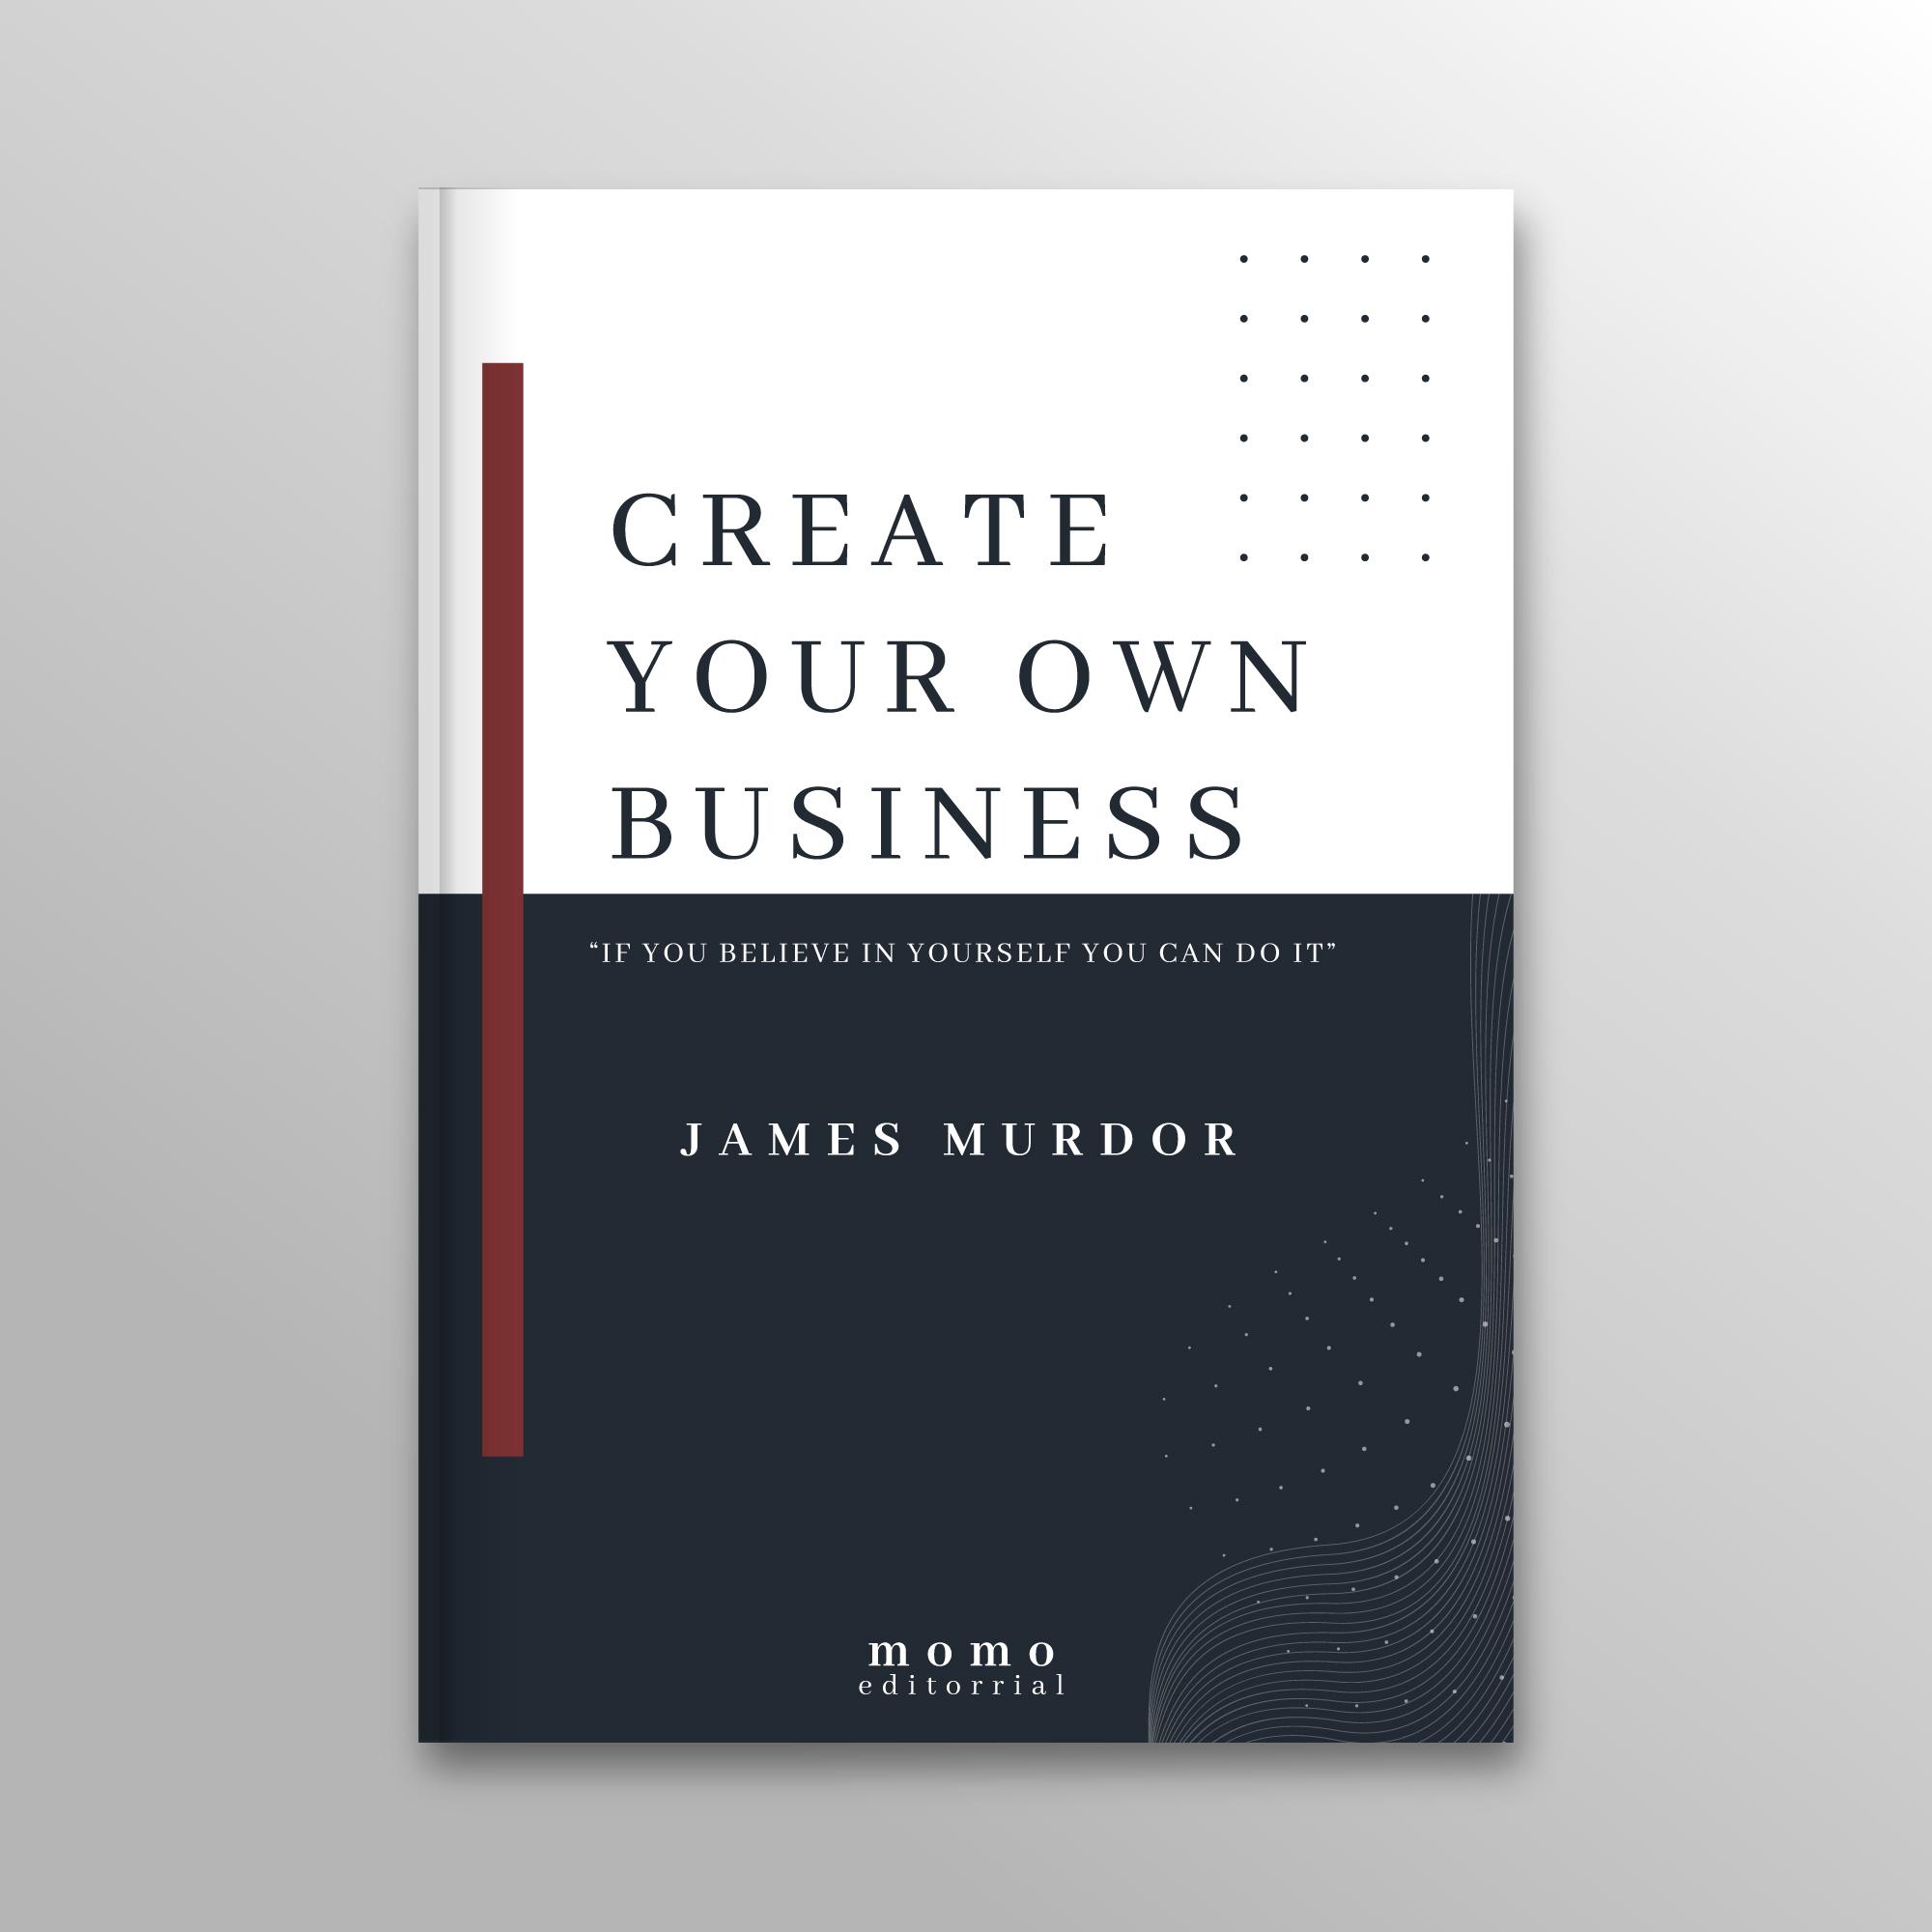 CREATE
YOUR OWN
BUSINESS
“IF YOU BELIEVE IN YOURSELF YOU CAN DO IT”
JAMES MURDOR
momo
editorrial